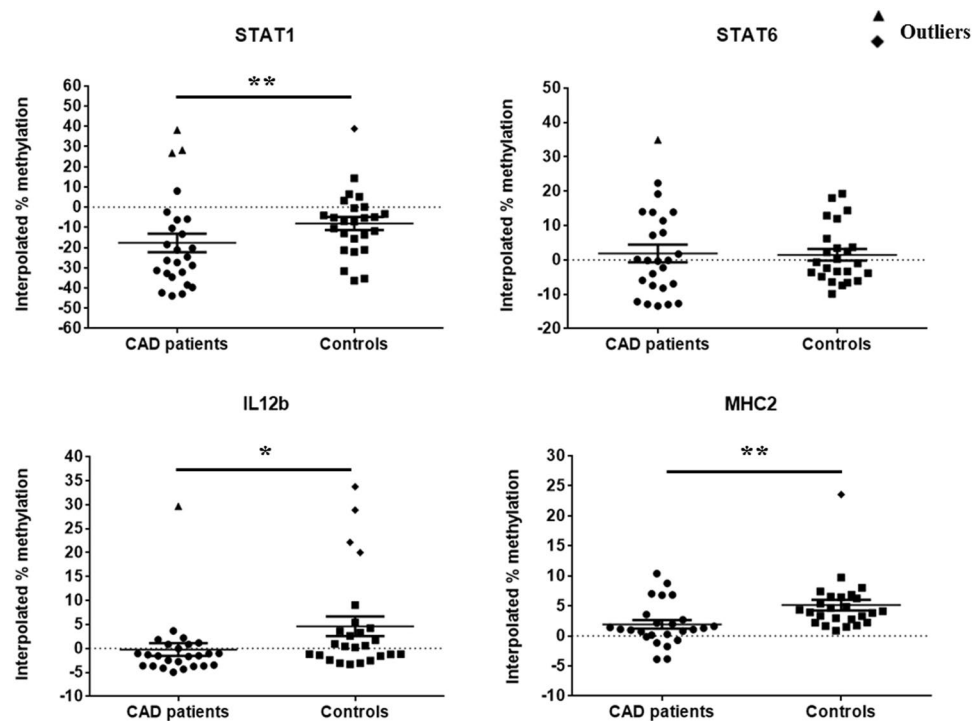 Outliers
STAT1
**
Interpolated % methylation
60
50
40
30
20
10
0
-10
-20
-30
-40
-50
-60
CAD patients
Controls
STAT6
Interpolated % methylation
50
40
30
20
10
0
-10
-20
CAD patients
Controls
IL12b
*
Interpolated % methylation
40
35
30
25
20
15
10
5
0
-5
-10
CAD patients
Controls
MHC2
**
Interpolated % methylation
30
25
20
15
10
5
0
-5
-10
CAD patients
Controls